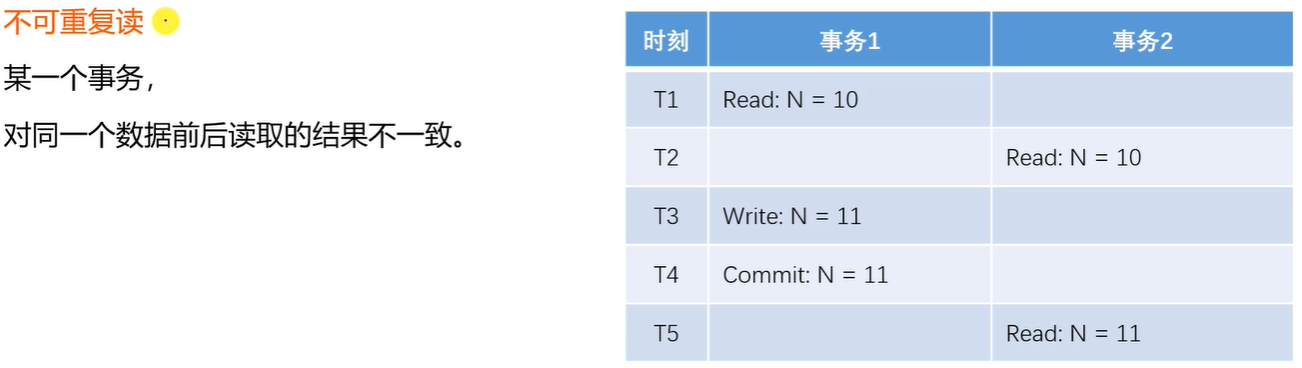 不可重复读
某一个事务，
对同一个数据前后读取的结果不一致。
时刻 事务1 事务2
T1 Read: N = 10
T2 Read: N = 10
T3 Write: N = 11
T4 Commit: N = 11
T5 Read: N = 11